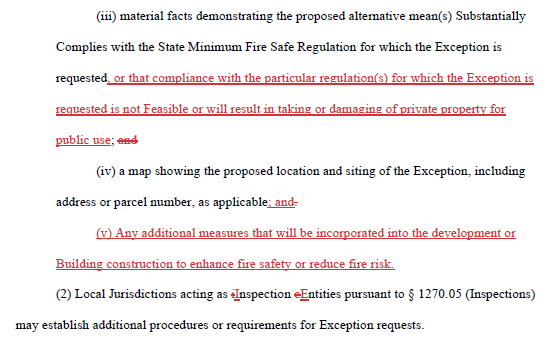 (iii) material facts demonstrating the proposed alternative mean(s) Substantially
Complies with the State Minimum Fire Safe Regulation for which the Exception is
requested, or that compliance with the particular regulation(s) for which the Exception is
requested is not Feasible or will result in taking or damaging of private property for
public use; and
(iv) a map showing the proposed location and siting of the Exception, including
address or parcel number, as applicable; and.
(v) Any additional measures that will be incorporated into the development or
Building construction to enhance fire safety or reduce fire risk.
(2) Local Jurisdictions acting as iInspection eEntities pursuant to § 1270.05 (Inspections)
may establish additional procedures or requirements for Exception requests.